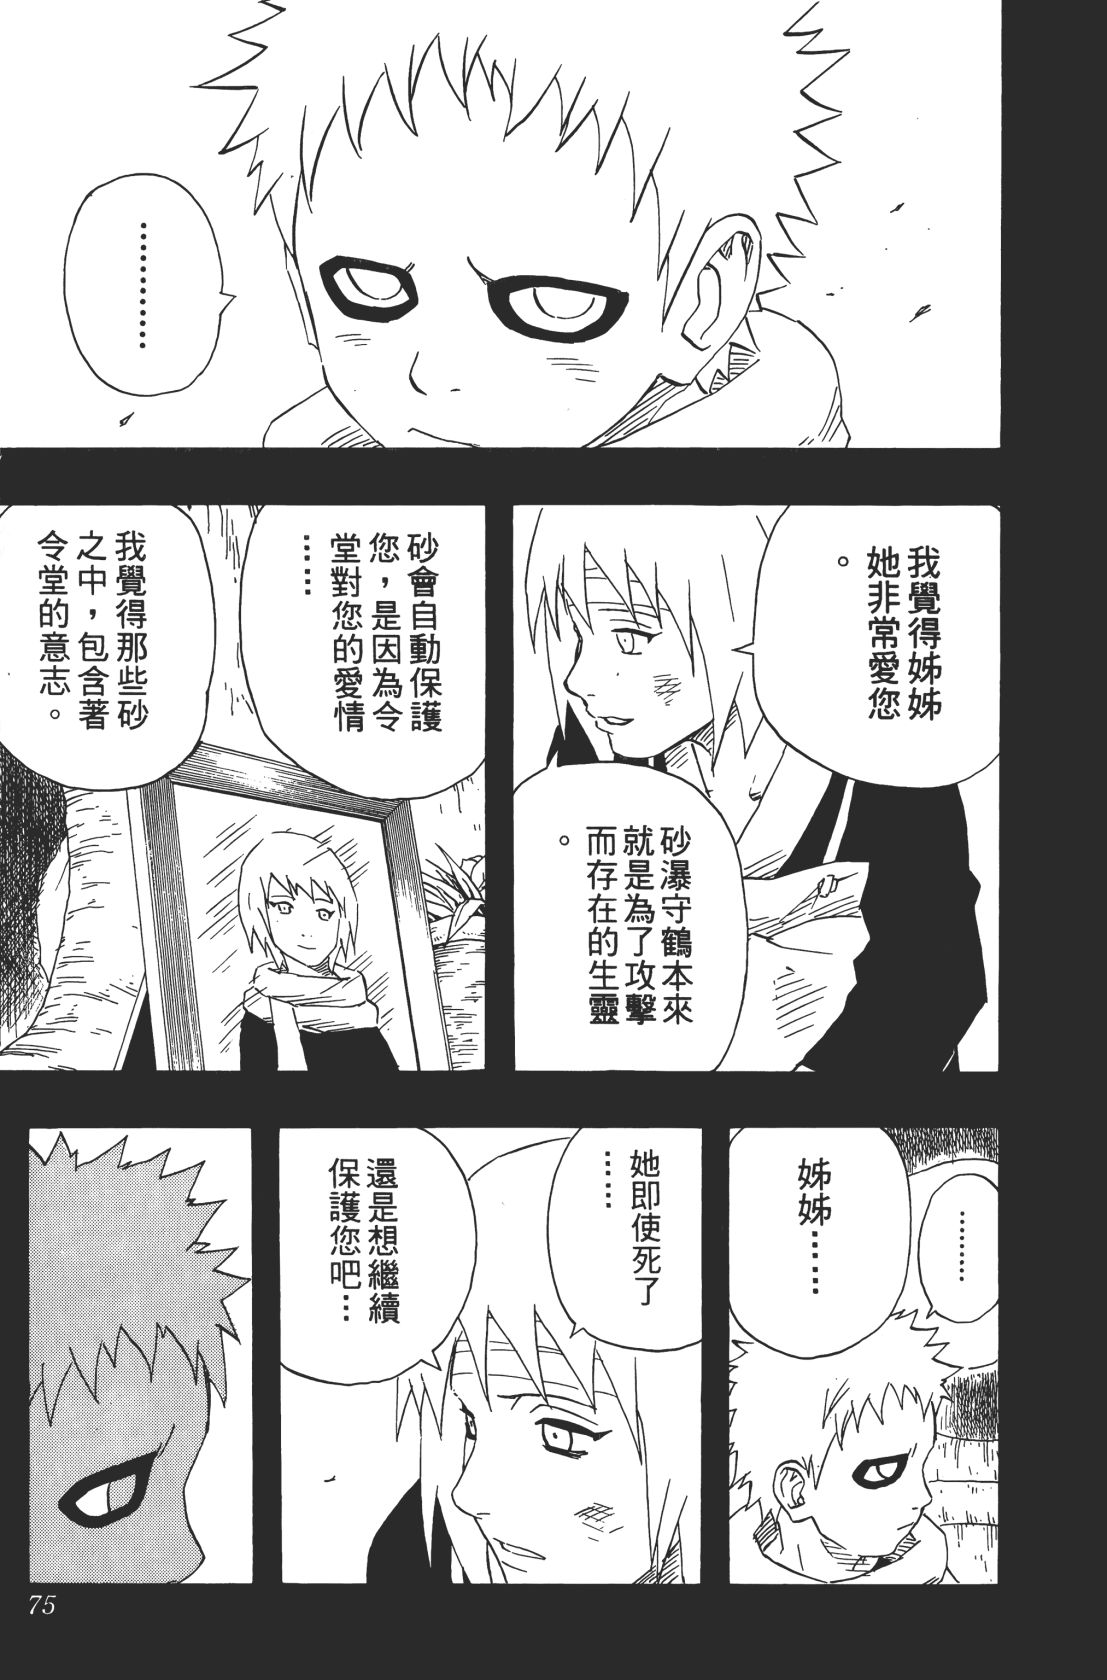 ………
我覺得姊姊
她非常愛您
。
砂瀑守鶴本來
就是為了攻擊
而存在的生靈
。
砂會自動保護
您，是因為令
堂對您的愛情
……
我覺得那些砂
之中，包含著
令堂的意志。
………
姊姊……
她即使死了
……
還是想繼續
保護您吧…
75